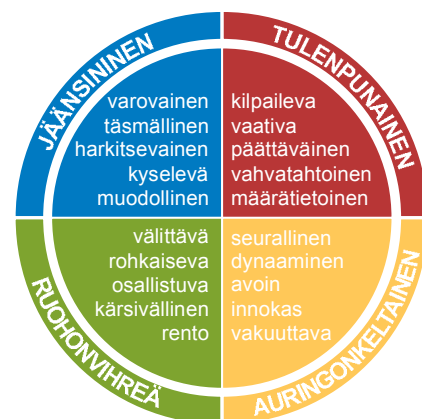 JÄÄNSININEN
varovainen
täsmällinen
harkitsevainen
kyselevä
muodollinen
TULENPUNAINEN
kilpaileva
vaativa
päättäväinen
vahvatahtoinen
määrätietoinen
RUOHONVIHREÄ
välittävä
rohkaiseva
osallistuva
kärsivällinen
rento
AURINGONKELTAINEN
seurallinen
dynaaminen
avoin
innokas
vakuuttava